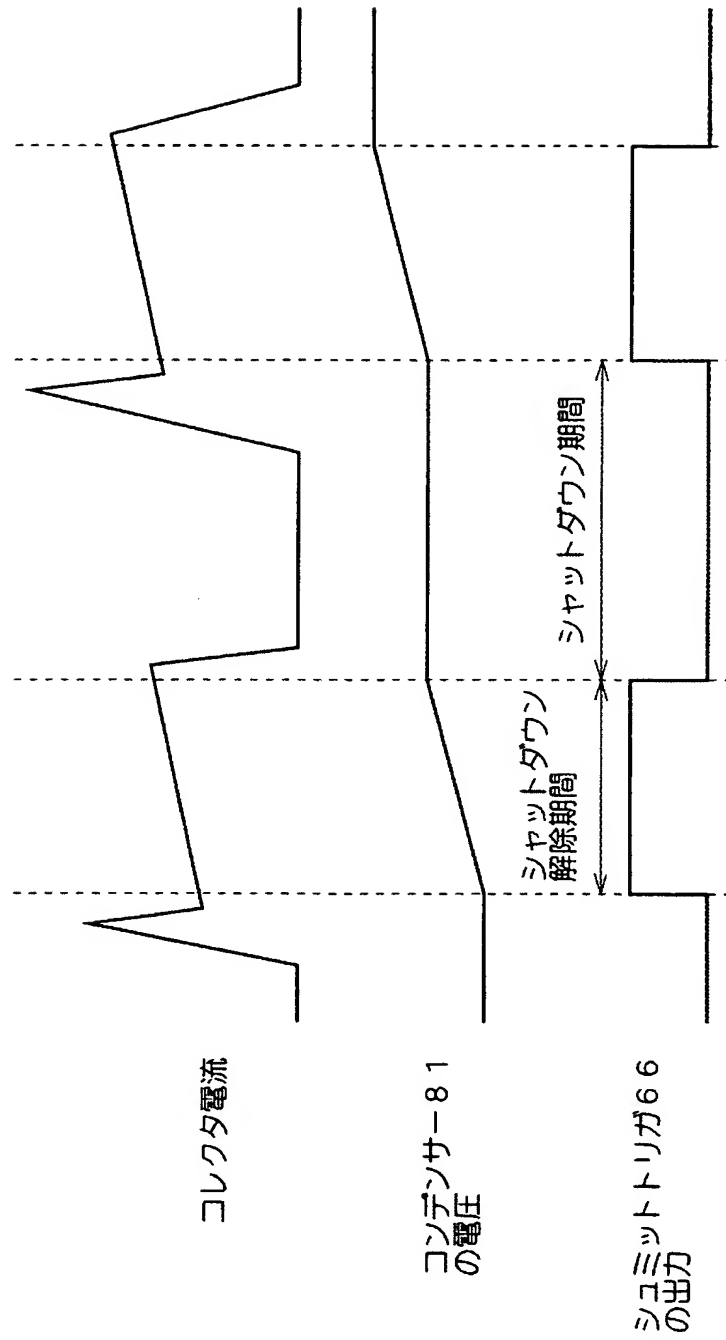 コレクタ電流
コンデンサー81
の電圧
シャットダウン
解除期間
シャットダウン期間
シュミットトリガ66
の出力